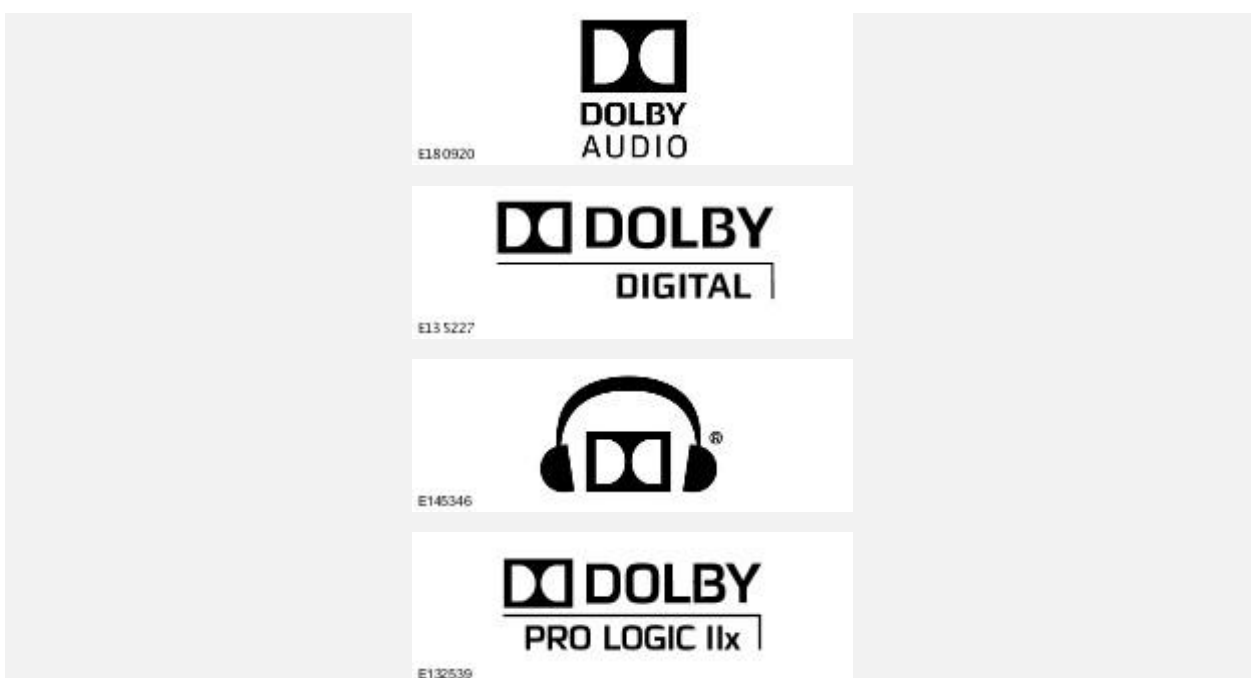 DOLBY
AUDIO
E180920
DOLBY
DIGITAL
E135227
®
E145346
DOLBY
PRO LOGIC IIx
E132539